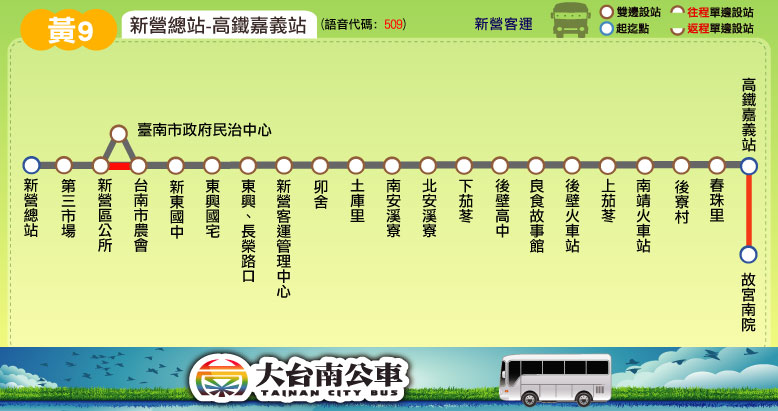 黃9
新營總站-高鐵嘉義站
(語音代碼: 509)
新營客運
雙邊設站
往程單邊設站
起迄點
返程單邊設站
臺南市政府民治中心
新營總站
第三市場
新營區公所
台南市農會
新東國中
東興國宅
東興、長榮路口
新營客運管理中心
卯舍
土庫里
南安溪寮
北安溪寮
下茄苳
後壁高中
良食故事館
後壁火車站
上茄苳
南靖火車站
後寮村
春珠里
高鐵嘉義站
故宮南院
大台南公車
TAINAN CITY BUS